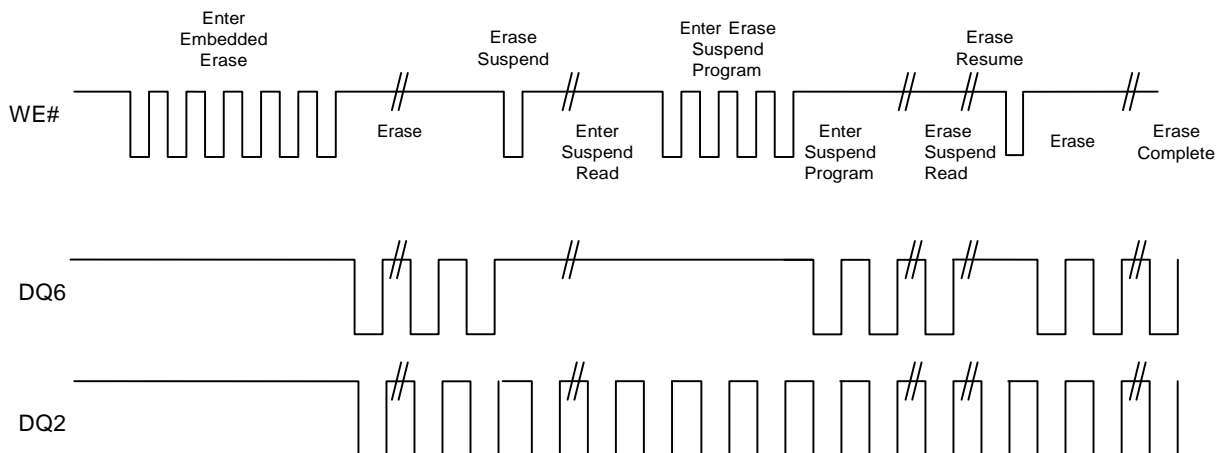 Enter
Embedded
Erase
Erase
Suspend
Enter Erase
Suspend
Program
Erase
Resume
WE#
Erase
Enter
Suspend
Read
Enter
Suspend
Program
Erase
Suspend
Read
Erase
Erase
Complete
DQ6
DQ2